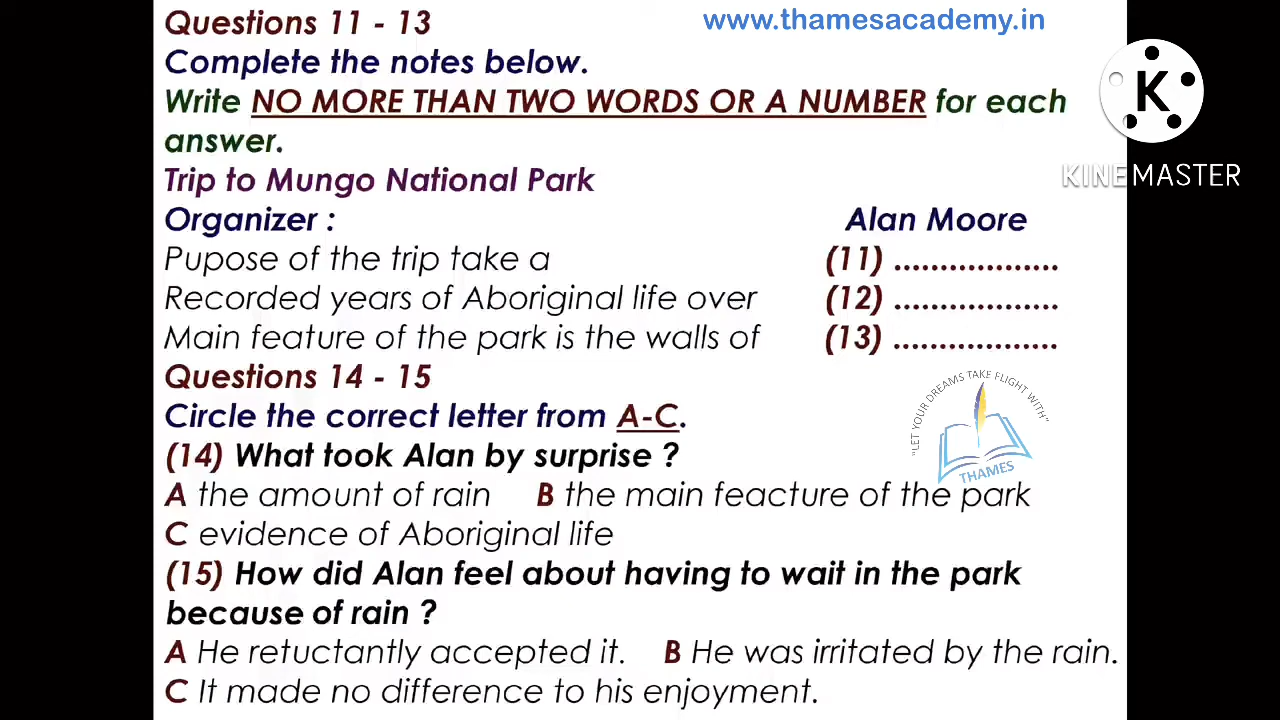 www.thamesacademy.in
Questions 11 - 13
Complete the notes below.
Write NO MORE THAN TWO WORDS OR A NUMBER for each
answer.
K
KINEMASTER
Trip to Mungo National Park
Organizer : Alan Moore
Pupose of the trip take a (11) ..................
Recorded years of Aboriginal life over (12) ..................
Main feature of the park is the walls of (13) ..................
Questions 14 - 15
Circle the correct letter from A-C.
"LET YOUR DREAMS TAKE FLIGHT WITH"
THAMES
(14) What took Alan by surprise ?
A the amount of rain B the main feacture of the park
C evidence of Aboriginal life
(15) How did Alan feel about having to wait in the park
because of rain ?
A He retuctantly accepted it. B He was irritated by the rain.
C It made no difference to his enjoyment.